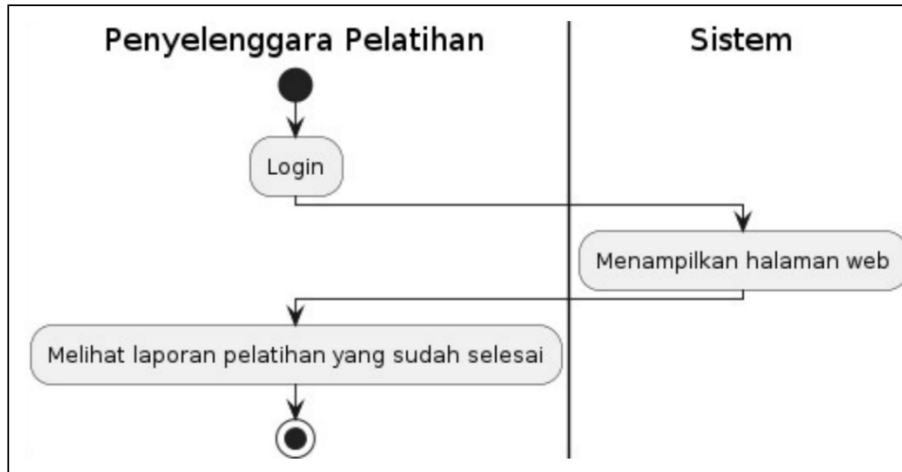 Penyelenggara Pelatihan
Sistem
Login
Menampilkan halaman web
Melihat laporan pelatihan yang sudah selesai